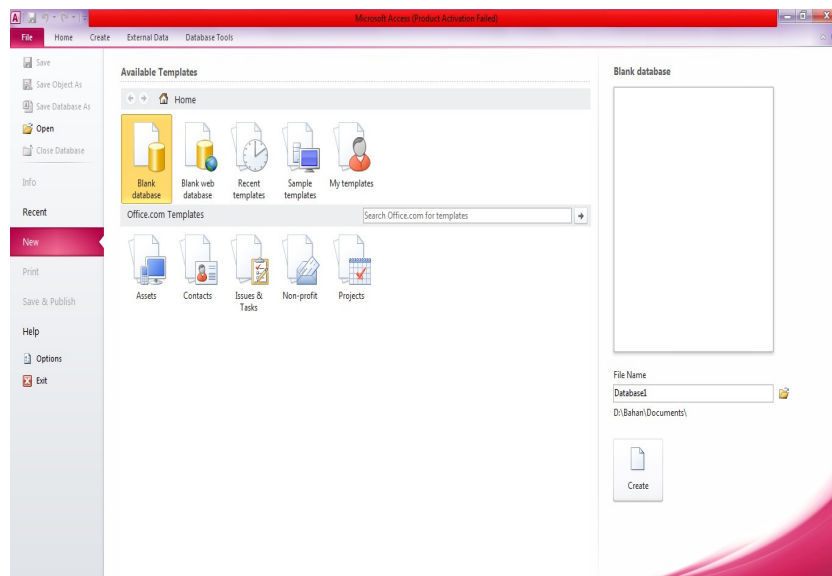 Microsoft Access (Product Activation Failed)
File Home Create External Data Database Tools
Save
Save Object As
Save Database As
Open
Close Database
Info
Recent
New
Print
Save & Publish
Help
Options
Exit
Available Templates
Home
Blank database
Blank web database
Recent templates
Sample templates
My templates
Office.com Templates
Search Office.com for templates
Assets
Contacts
Issues & Tasks
Non-profit
Projects
Blank database
File Name
Database1
D:\Bahan\Documents\
Create